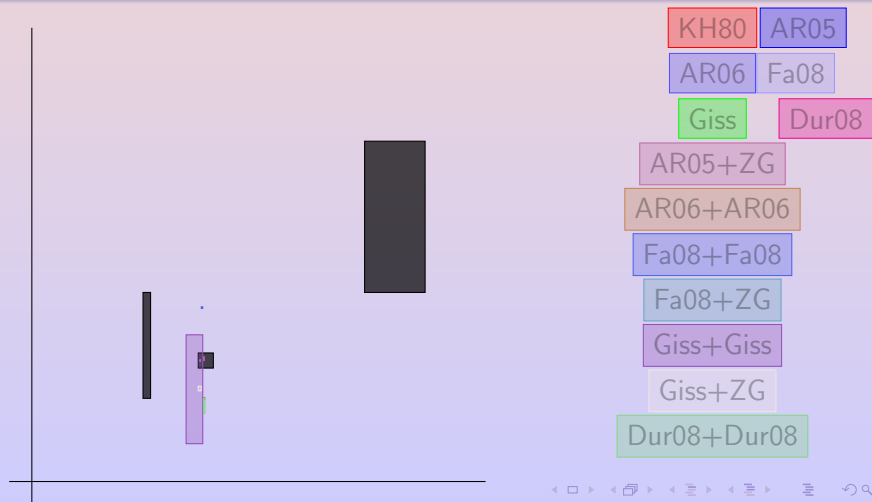 KH80 AR05
AR06 Fa08
Giss Dur08
AR05+ZG
AR06+AR06
Fa08+Fa08
Fa08+ZG
Giss+Giss
Giss+ZG
Dur08+Dur08